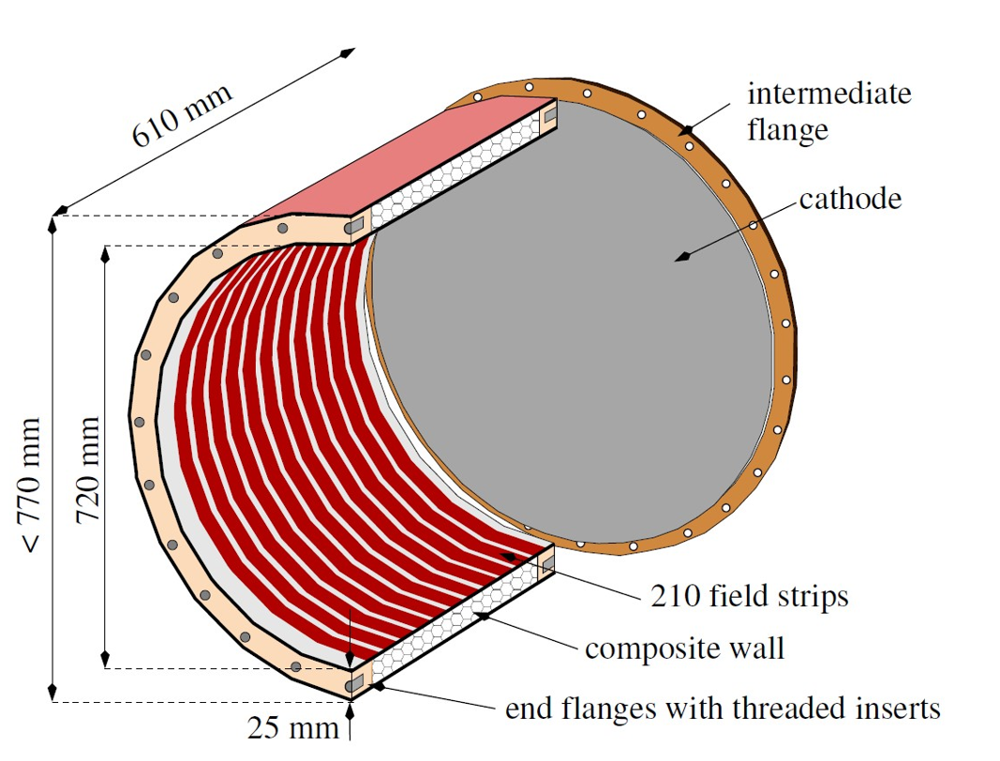 610 mm
intermediate
flange
cathode
< 770 mm
720 mm
210 field strips
composite wall
end flanges with threaded inserts
25 mm